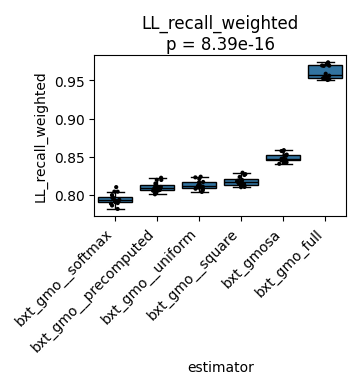 LL_recall_weighted
p = 8.39e-16
LL_recall_weighted
0.95
0.90
0.85
0.80
bxt_gmo__softmax
bxt_gmo__precomputed
bxt_gmo__uniform
bxt_gmo__square
bxt_gmosa
bxt_gmo_full
estimator